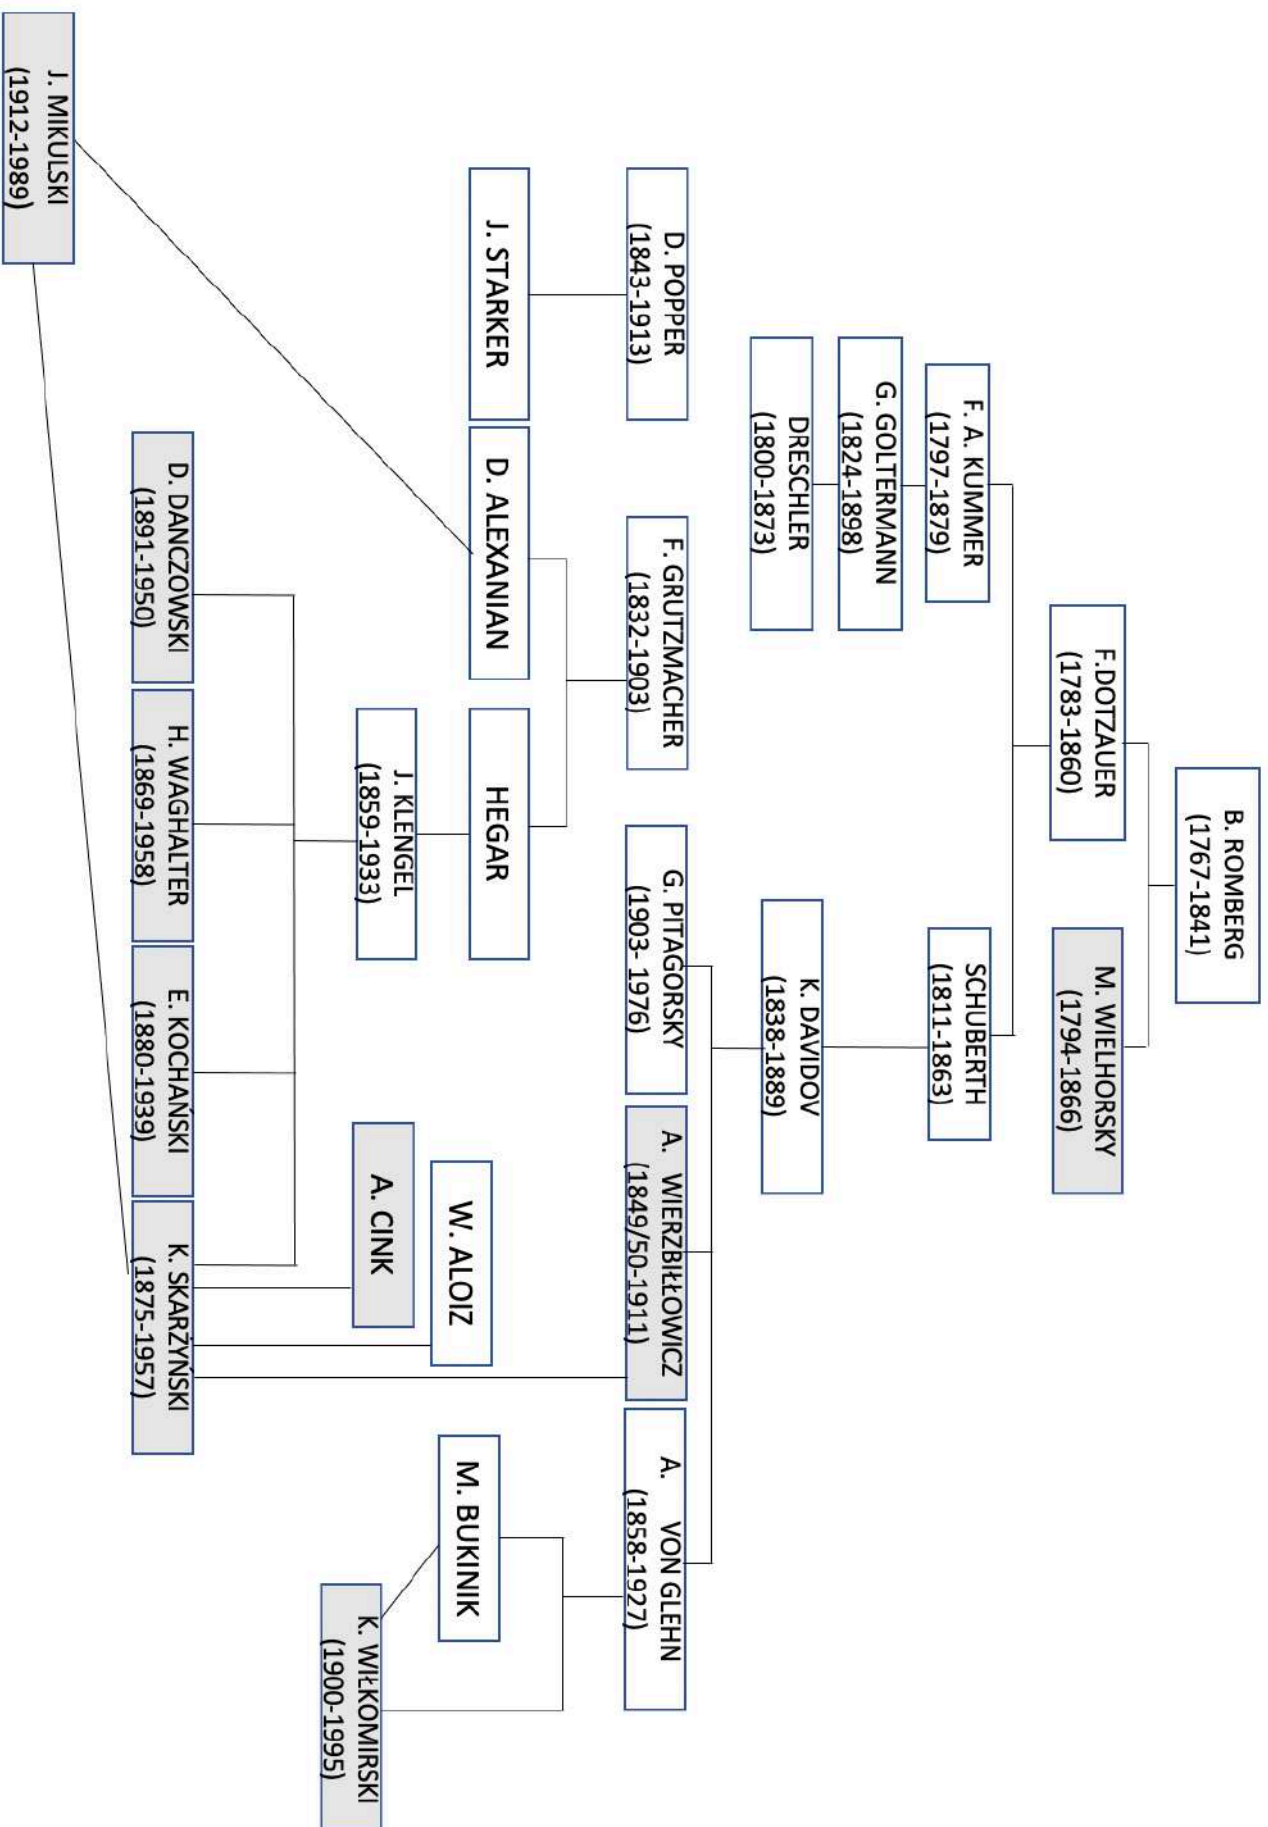 B. ROMBERG
(1767-1841)
F.DOTZAUER
(1783-1860)
M. WIELHORSKY
(1794-1866)
F. A. KUMMER
(1797-1879)
SCHUBERTH
(1811-1863)
G. GOLTERMANN
(1824-1898)
DRESCHLER
(1800-1873)
K. DAVIDOV
(1838-1889)
D. POPPER
(1843-1913)
F. GRUTZMACHER
(1832-1903)
G. PITAGORSKY
(1903- 1976)
A. WIERZBIŁŁOWICZ
(1849/50-1911)
A. VON GLEHN
(1858-1927)
J. STARKER
D. ALEXANIAN
HEGAR
W. ALOIZ
M. BUKINIK
J. KLENGEL
(1859-1933)
A. CINK
K. WIŁKOMIRSKI
(1900-1995)
D. DANCZOWSKI
(1891-1950)
H. WAGHALTER
(1869-1958)
E. KOCHAŃSKI
(1880-1939)
K. SKARŻYŃSKI
(1875-1957)
J. MIKULSKI
(1912-1989)